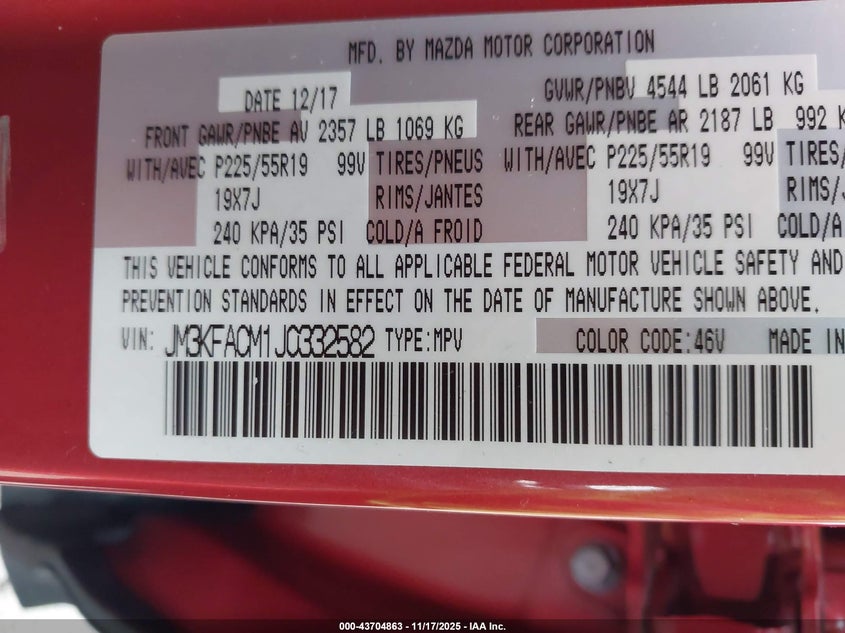 MFD. BY MAZDA MOTOR CORPORATION
DATE 12/17 GVWR/PNBV 4544 LB 2061 KG
FRONT GAWR/PNBE AV 2357 LB 1069 KG REAR GAWR/PNBE AR 2187 LB 992 K
WITH/AVEC P225/55R19 99V TIRES/PNEUS WITH/AVEC P225/55R19 99V TIRES/
19X7J RIMS/JANTES 19X7J RIMS/J
240 KPA/35 PSI COLD/A FROID 240 KPA/35 PSI COLD/A
THIS VEHICLE CONFORMS TO ALL APPLICABLE FEDERAL MOTOR VEHICLE SAFETY AND
PREVENTION STANDARDS IN EFFECT ON THE DATE OF MANUFACTURE SHOWN ABOVE.
VIN: JM3KFACM1J0332582 TYPE:MPV COLOR CODE:46V MADE IN
000-43704863 - 11/17/2025 - IAA Inc.